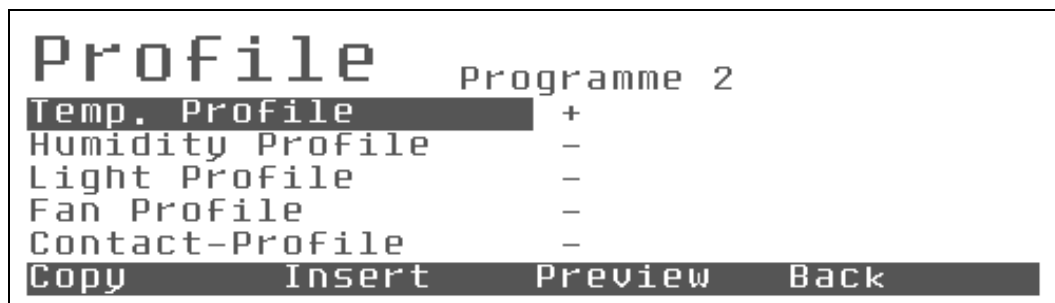 Profile Programme 2
Temp. Profile +
Humidity Profile –
Light Profile –
Fan Profile –
Contact-Profile –
Copy Insert Preview Back